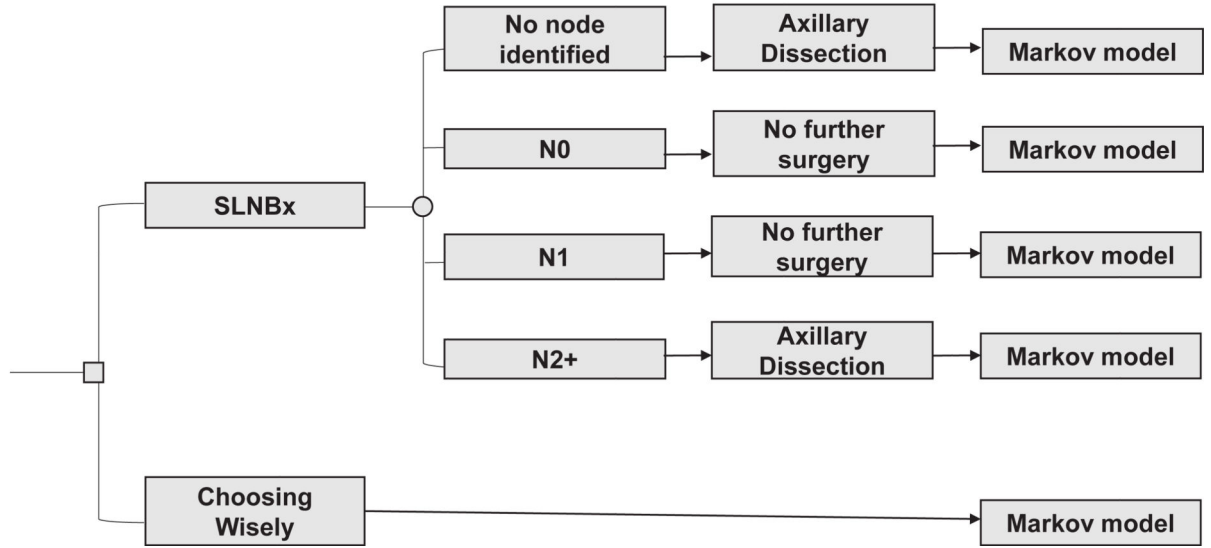 No node
identified
Axillary
Dissection
Markov model
N0
No further
surgery
Markov model
SLNBx
N1
No further
surgery
Markov model
N2+
Axillary
Dissection
Markov model
Choosing
Wisely
Markov model